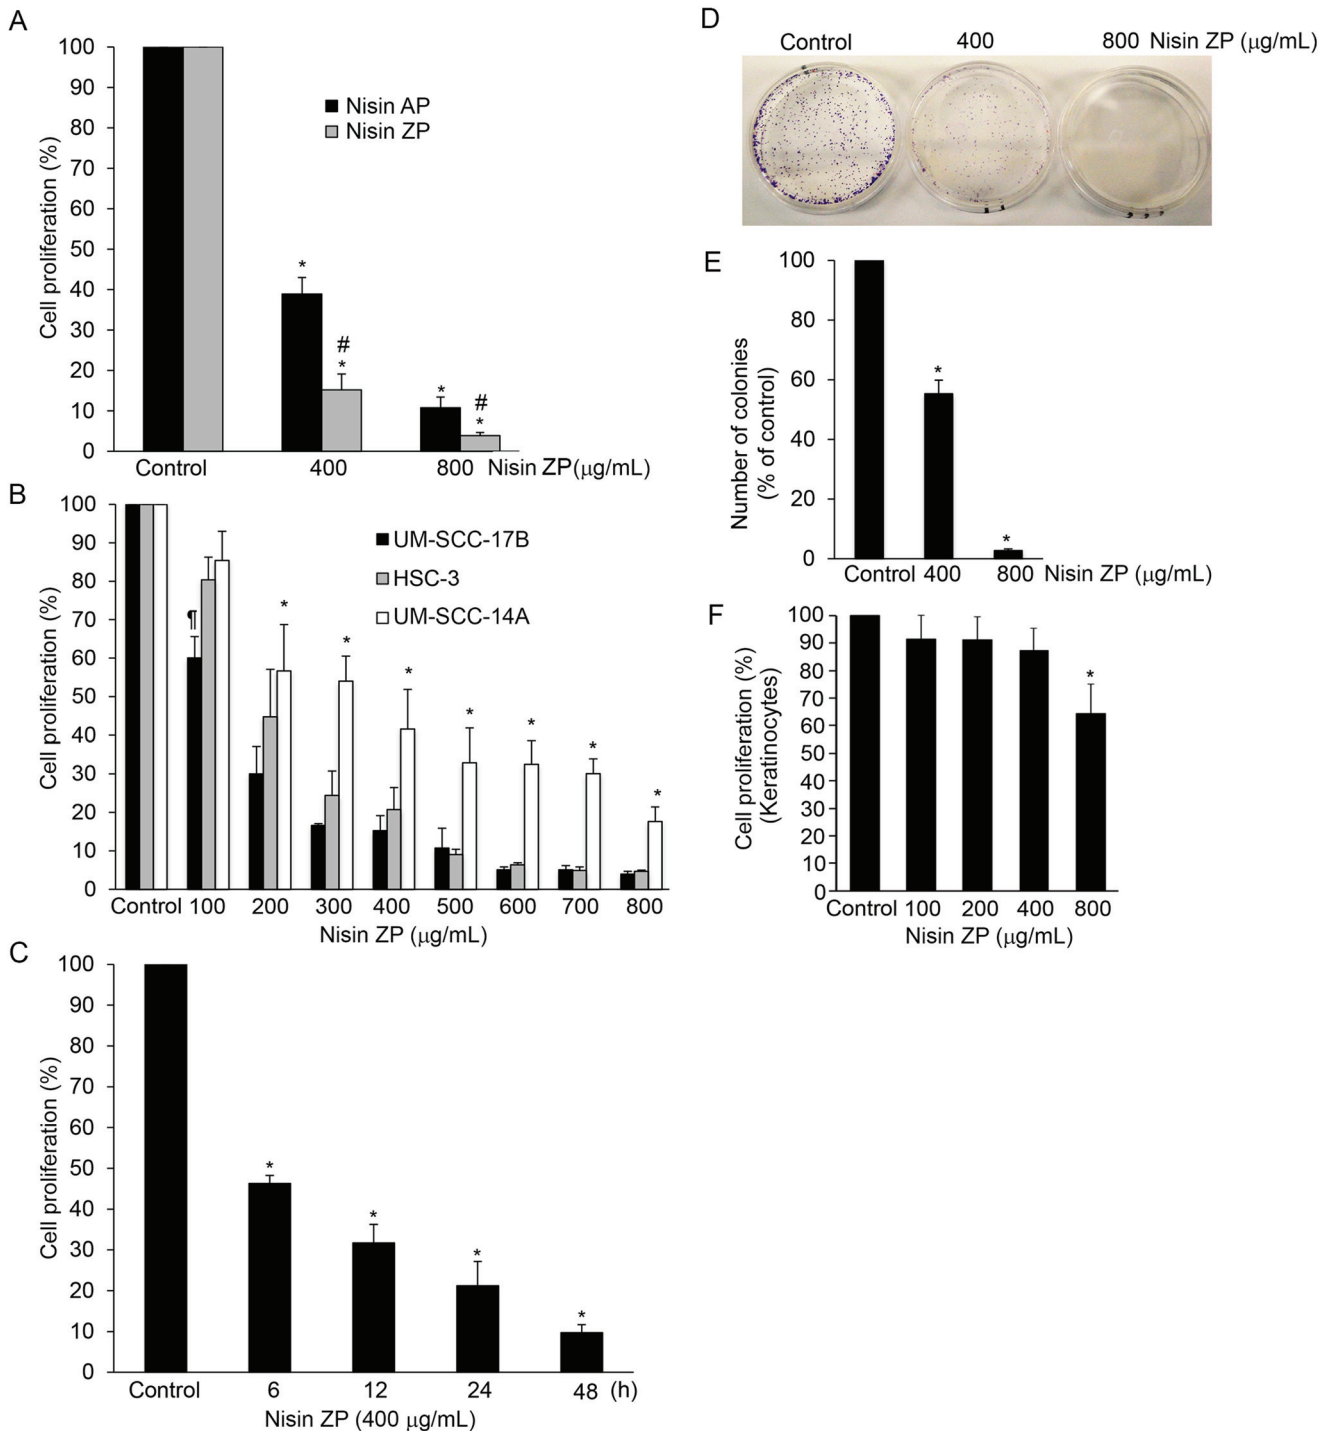 A
100
90
80
70
60
50
40
30
20
10
0
Cell proliferation (%)
Nisin AP
Nisin ZP
*
#
*
*
#
*
Control 400 800 Nisin ZP(μg/mL)
B
100
90
80
70
60
50
40
30
20
10
0
Cell proliferation (%)
UM-SCC-17B
HSC-3
UM-SCC-14A
¶
*
*
*
*
*
*
*
Control 100 200 300 400 500 600 700 800
Nisin ZP (μg/mL)
C
100
90
80
70
60
50
40
30
20
10
0
Cell proliferation (%)
*
*
*
*
Control 6 12 24 48 (h)
Nisin ZP (400 μg/mL)
D
Control 400 800 Nisin ZP (μg/mL)
E
100
80
60
40
20
0
Number of colonies
(% of control)
*
*
Control 400 800 Nisin ZP (μg/mL)
F
100
90
80
70
60
50
40
30
20
10
0
Cell proliferation (%)
(Keratinocytes)
*
Control 100 200 400 800
Nisin ZP (μg/mL)